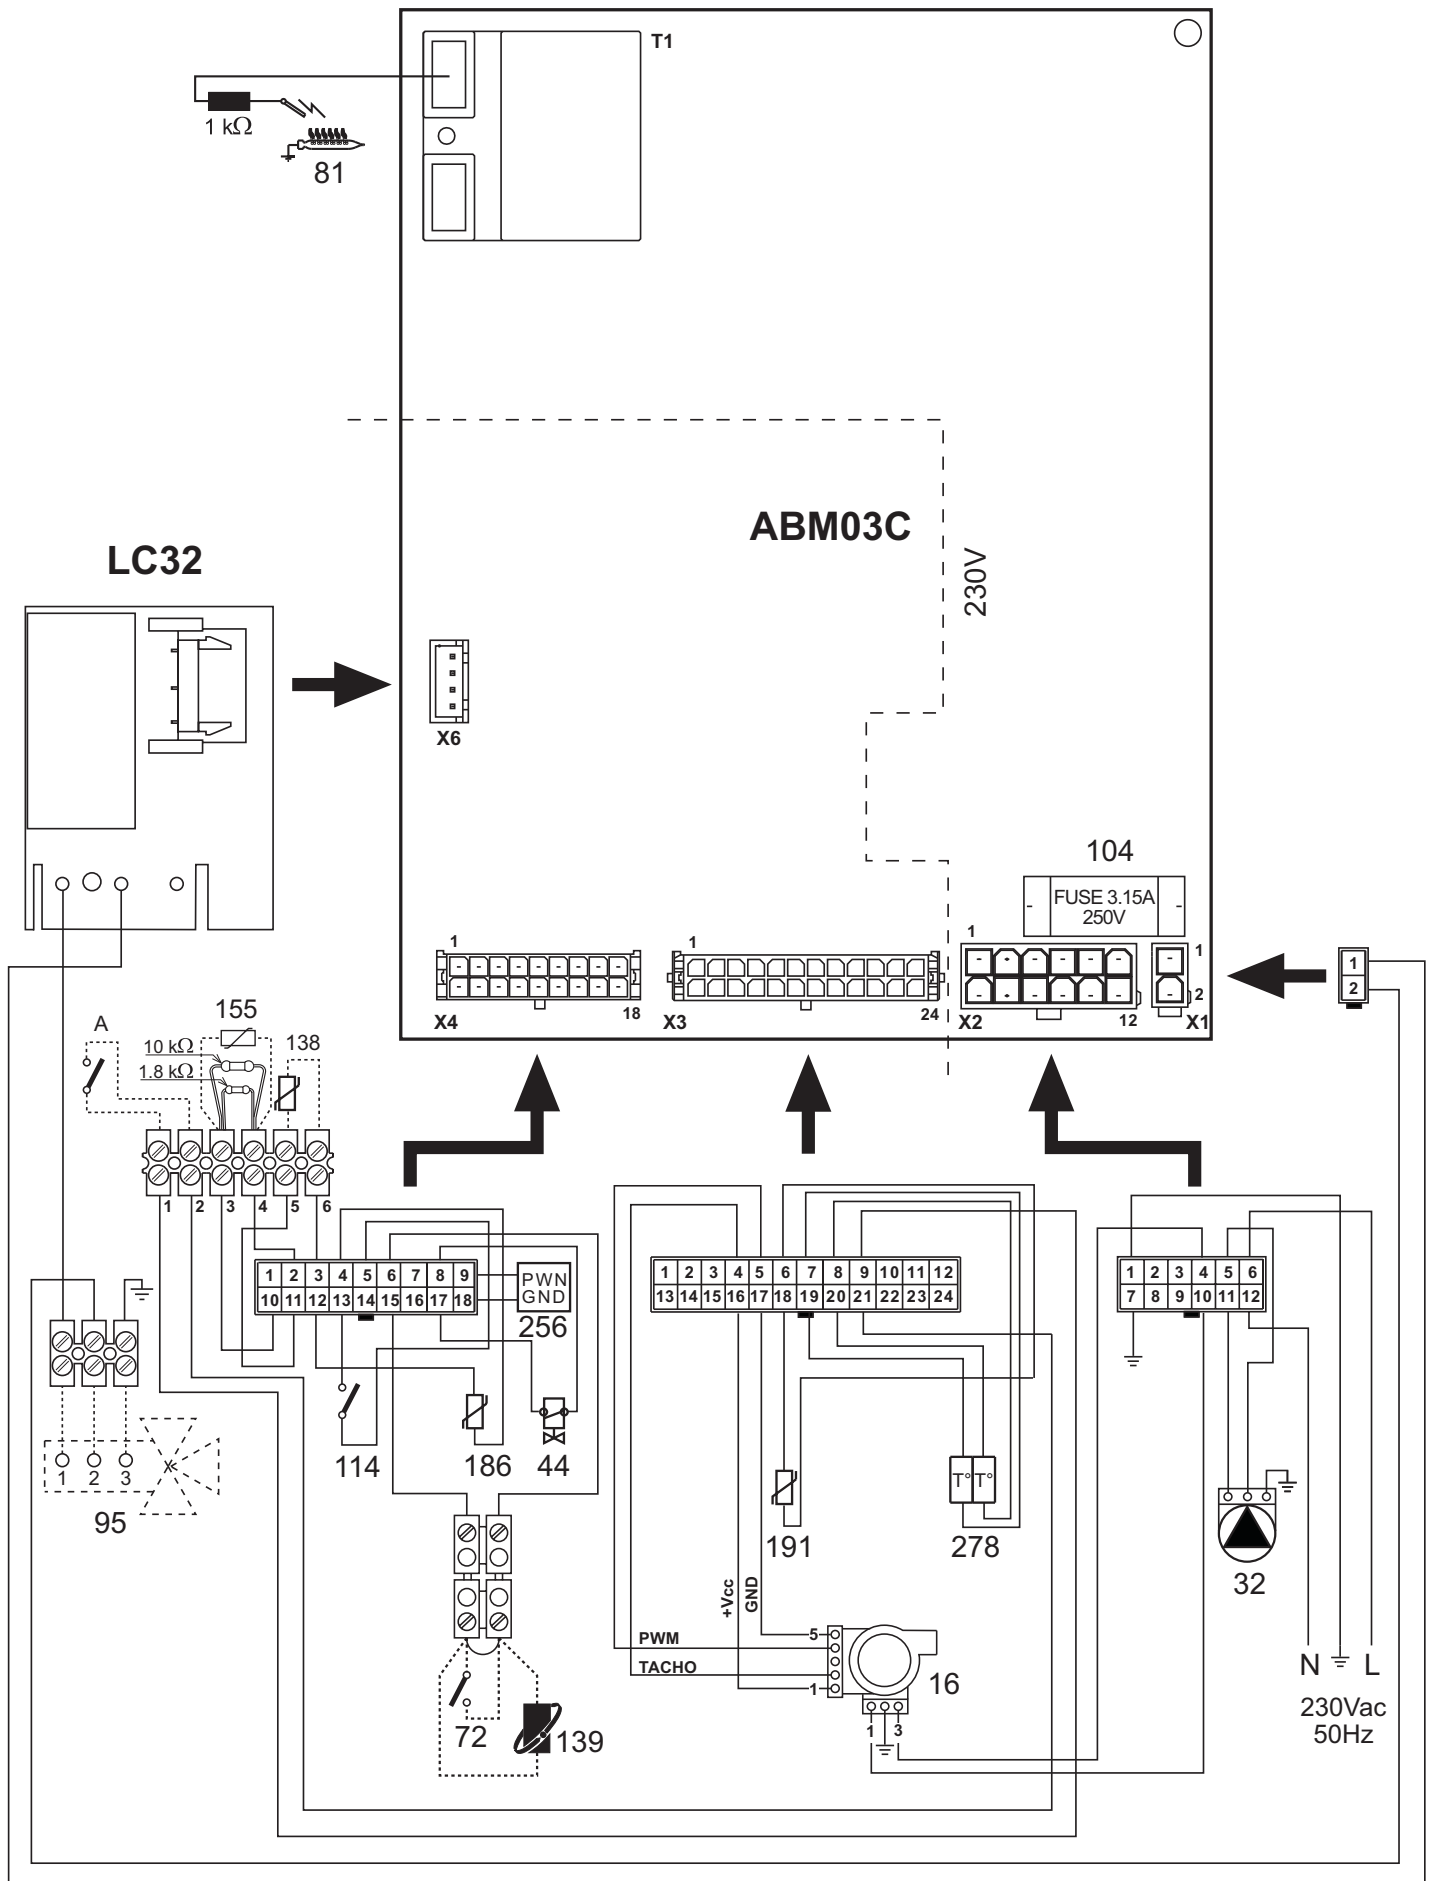 T1
1 kΩ
81
ABM03C
230V
LC32
X6
104
FUSE 3.15A
250V
1
1
1
1
2
X4
18
X3
24
X2
12
X1
1
2
A
155
10 kΩ
1.8 kΩ
138
1 2 3 4 5 6
1 2 3 4 5 6 7 8 9
10 11 12 13 14 15 16 17 18
PWN
GND
256
1 2 3 4 5 6 7 8 9 10 11 12
13 14 15 16 17 18 19 20 21 22 23 24
1 2 3 4 5 6
7 8 9 10 11 12
114
186
44
1 2 3
95
191
T° T°
278
32
+Vcc
GND
PWM
TACHO
5
1
16
1 3
N L
230Vac
50Hz
72
139